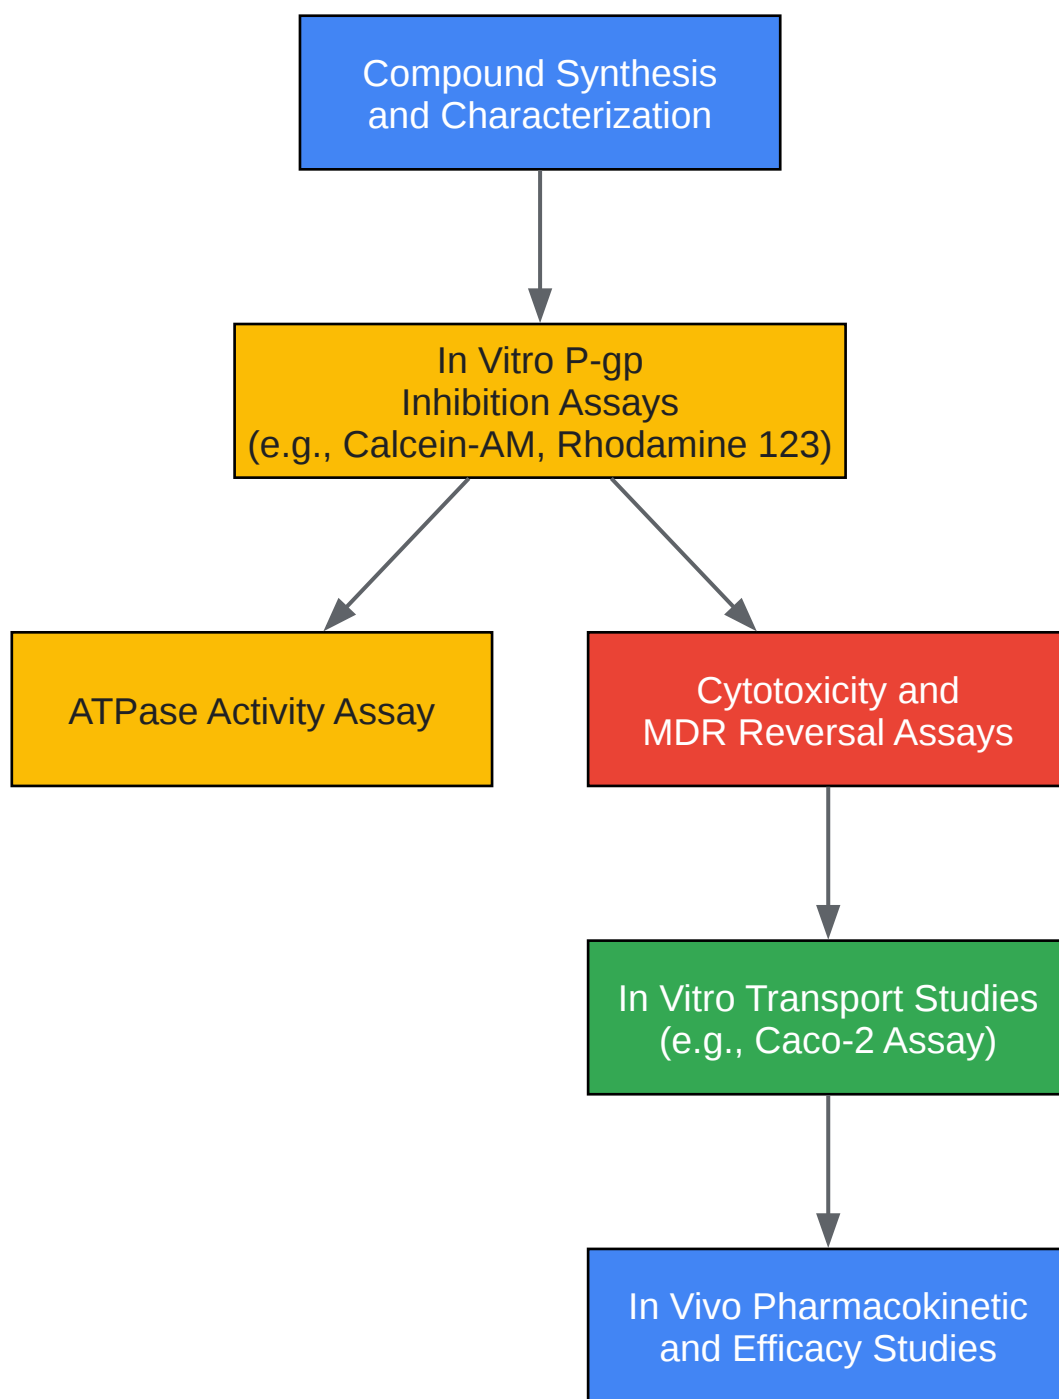 Compound Synthesis
and Characterization
In Vitro P-gp
Inhibition Assays
(e.g., Calcein-AM, Rhodamine 123)
ATPase Activity Assay
Cytotoxicity and
MDR Reversal Assays
In Vitro Transport Studies
(e.g., Caco-2 Assay)
In Vivo Pharmacokinetic
and Efficacy Studies